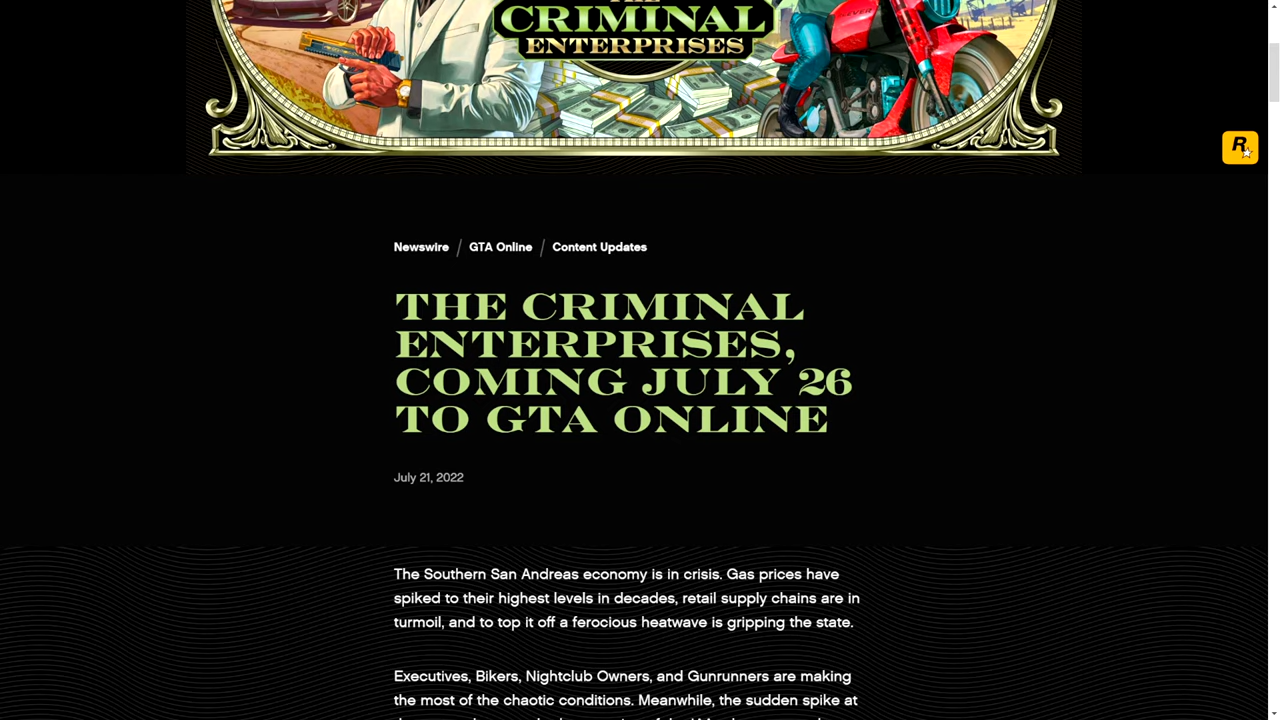 THE
CRIMINAL
ENTERPRISES
R
Newswire / GTA Online / Content Updates
THE CRIMINAL
ENTERPRISES,
COMING JULY 26
TO GTA ONLINE
July 21, 2022
The Southern San Andreas economy is in crisis. Gas prices have
spiked to their highest levels in decades, retail supply chains are in
turmoil, and to top it off a ferocious heatwave is gripping the state.
Executives, Bikers, Nightclub Owners, and Gunrunners are making
the most of the chaotic conditions. Meanwhile, the sudden spike at